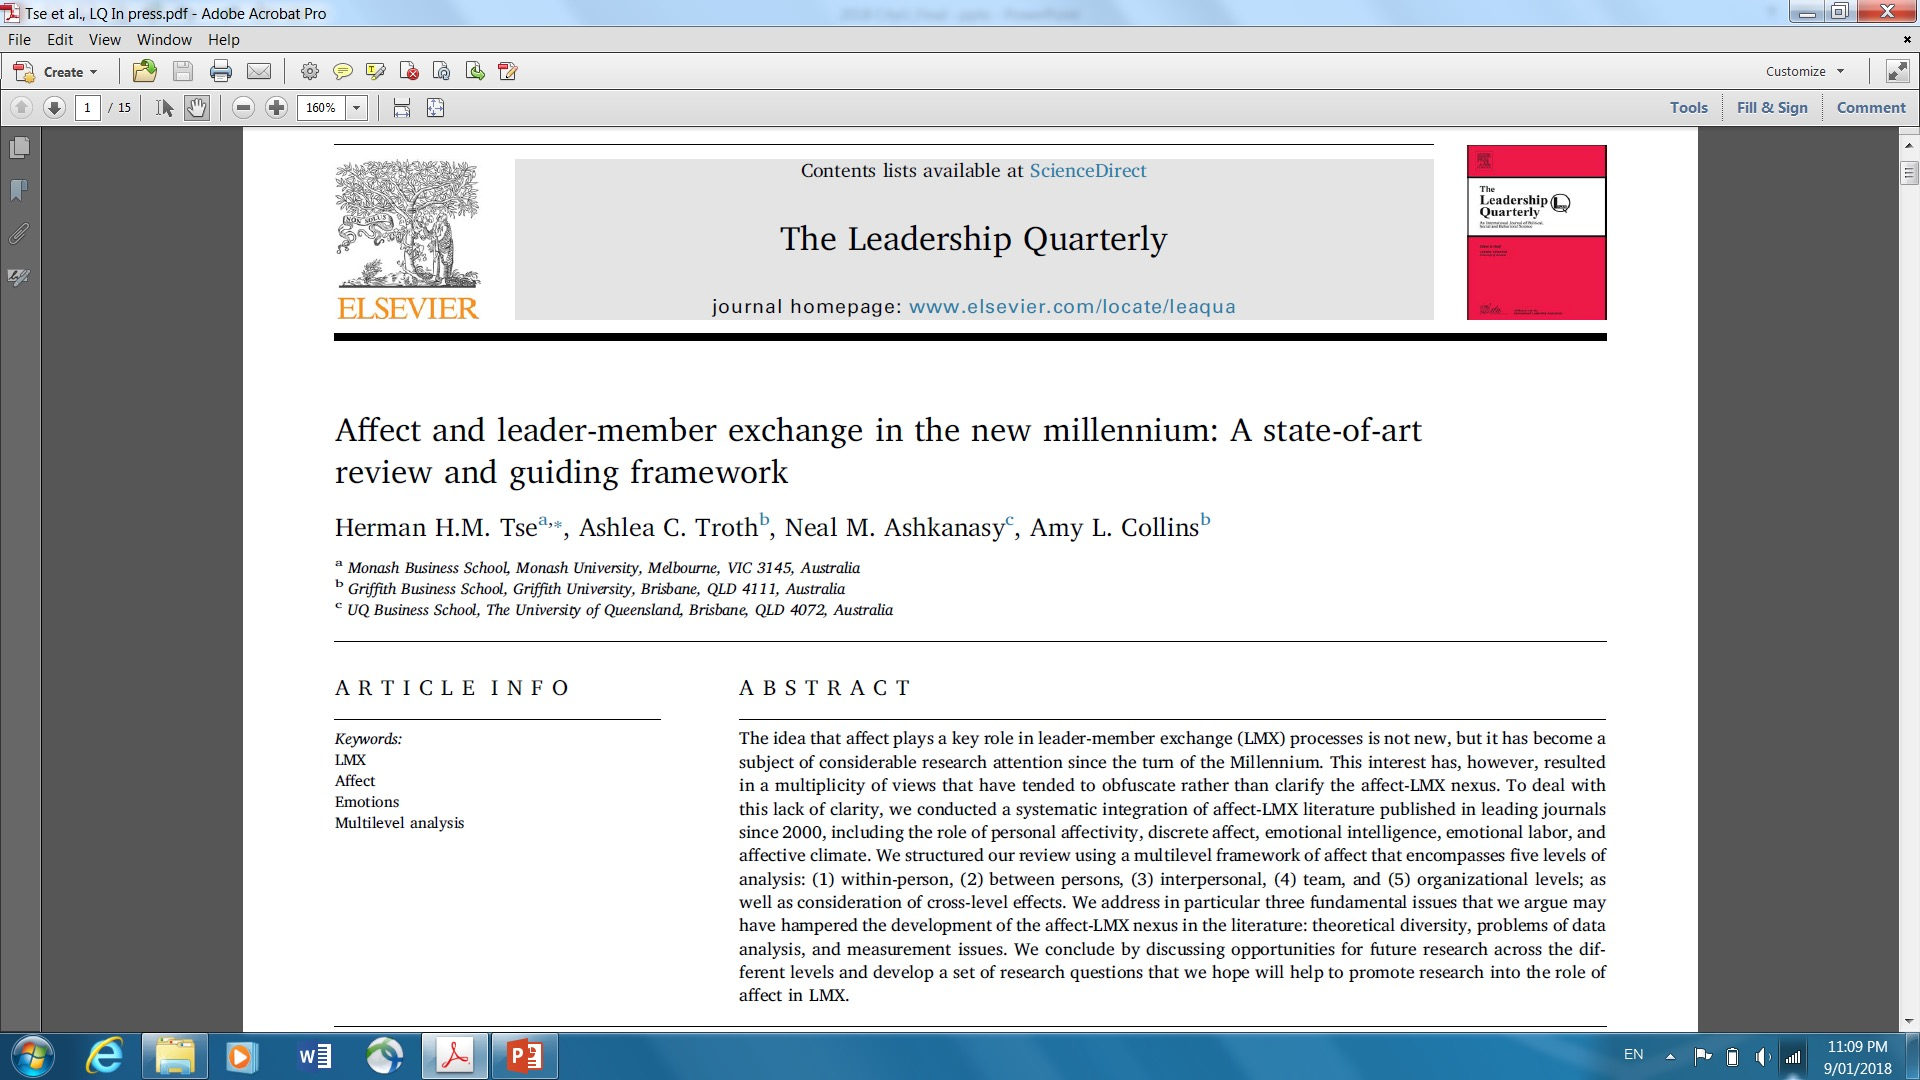 Tse et al., LQ In press.pdf - Adobe Acrobat Pro
File Edit View Window Help
Create
Customize
1 / 15
160%
Tools Fill & Sign Comment
Contents lists available at ScienceDirect
The Leadership Quarterly
journal homepage: www.elsevier.com/locate/leaqua
NON SOLUS
ELSEVIER
The
Leadership
Quarterly
Affect and leader-member exchange in the new millennium: A state-of-art
review and guiding framework
Herman H.M. Tse a,*, Ashlea C. Troth b, Neal M. Ashkanasy c, Amy L. Collins b
a Monash Business School, Monash University, Melbourne, VIC 3145, Australia
b Griffith Business School, Griffith University, Brisbane, QLD 4111, Australia
c UQ Business School, The University of Queensland, Brisbane, QLD 4072, Australia
ARTICLE INFO
Keywords:
LMX
Affect
Emotions
Multilevel analysis
ABSTRACT
The idea that affect plays a key role in leader-member exchange (LMX) processes is not new, but it has become a
subject of considerable research attention since the turn of the Millennium. This interest has, however, resulted
in a multiplicity of views that have tended to obfuscate rather than clarify the affect-LMX nexus. To deal with
this lack of clarity, we conducted a systematic integration of affect-LMX literature published in leading journals
since 2000, including the role of personal affectivity, discrete affect, emotional intelligence, emotional labor, and
affective climate. We structured our review using a multilevel framework of affect that encompasses five levels of
analysis: (1) within-person, (2) between persons, (3) interpersonal, (4) team, and (5) organizational levels; as
well as consideration of cross-level effects. We address in particular three fundamental issues that we argue may
have hampered the development of the affect-LMX nexus in the literature: theoretical diversity, problems of data
analysis, and measurement issues. We conclude by discussing opportunities for future research across the dif-
ferent levels and develop a set of research questions that we hope will help to promote research into the role of
affect in LMX.
EN
11:09 PM
9/01/2018